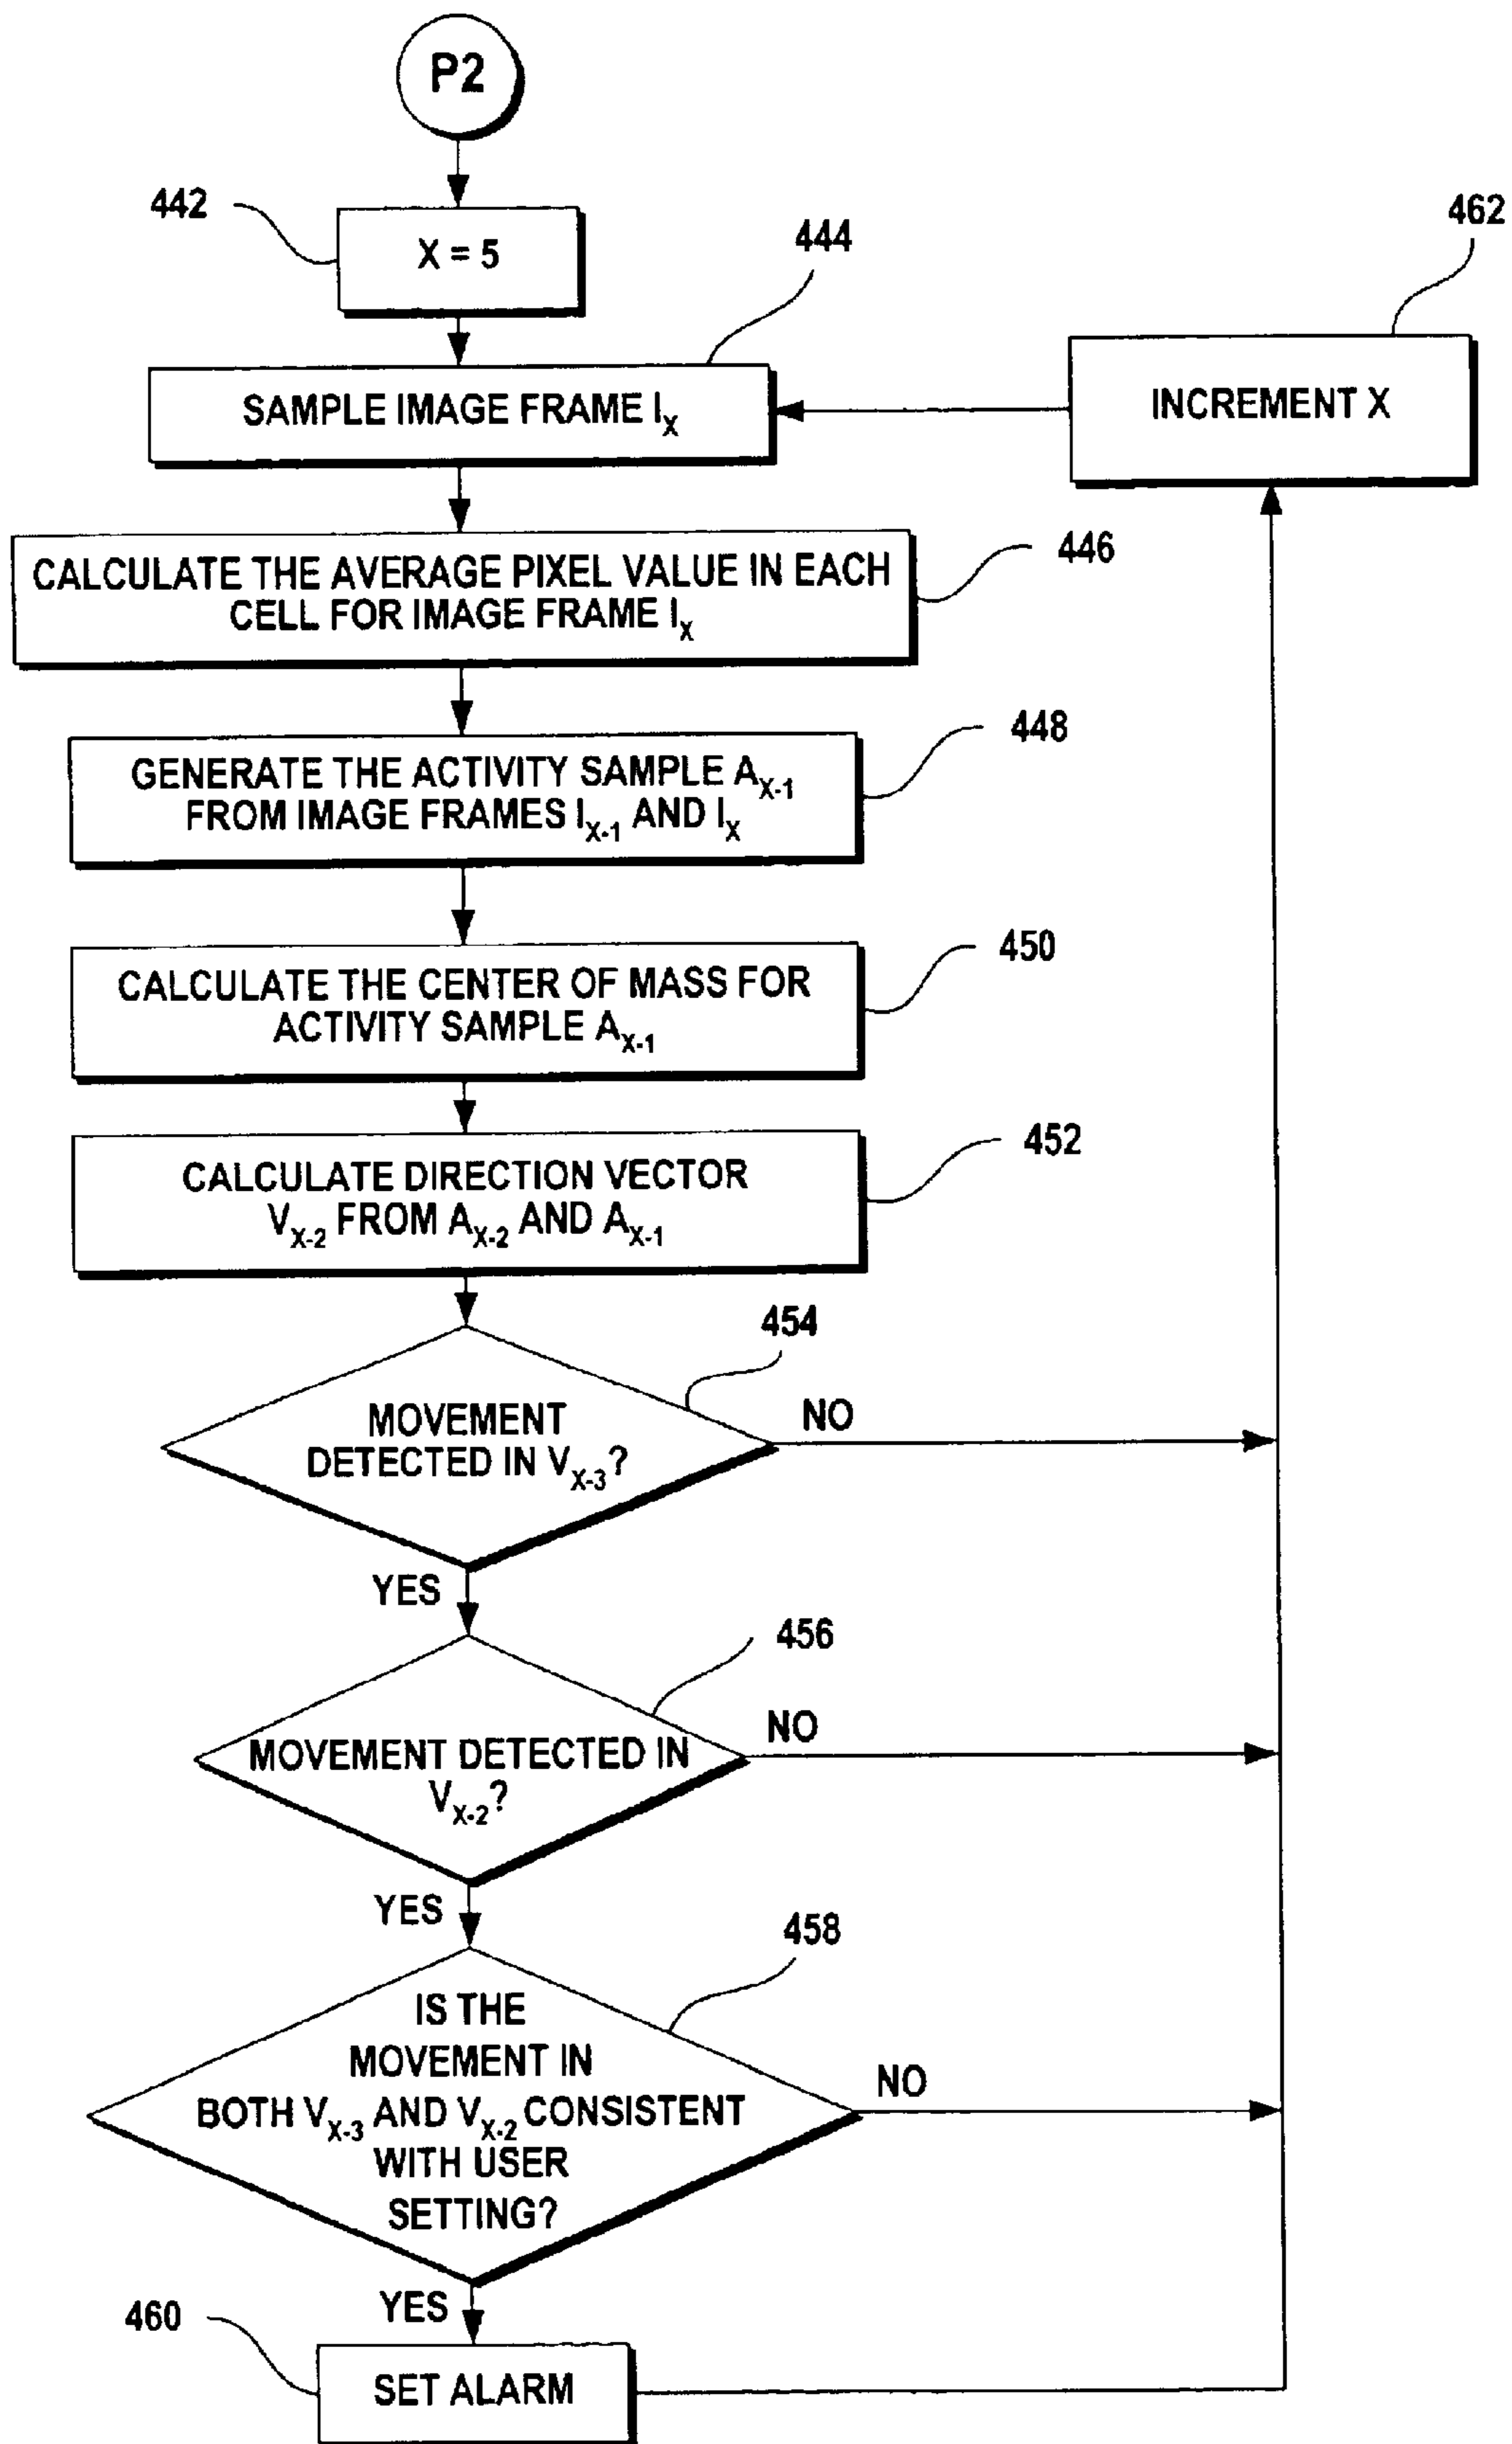 P2
442
X = 5
444
462
SAMPLE IMAGE FRAME I_X
INCREMENT X
CALCULATE THE AVERAGE PIXEL VALUE IN EACH
CELL FOR IMAGE FRAME I_X
446
GENERATE THE ACTIVITY SAMPLE A_X-1
FROM IMAGE FRAMES I_X-1 AND I_X
448
CALCULATE THE CENTER OF MASS FOR
ACTIVITY SAMPLE A_X-1
450
CALCULATE DIRECTION VECTOR
V_X-2 FROM A_X-2 AND A_X-1
452
454
MOVEMENT
DETECTED IN V_X-3?
NO
YES
456
MOVEMENT DETECTED IN
V_X-2?
NO
YES
458
IS THE
MOVEMENT IN
BOTH V_X-3 AND V_X-2 CONSISTENT
WITH USER
SETTING?
NO
YES
460
SET ALARM